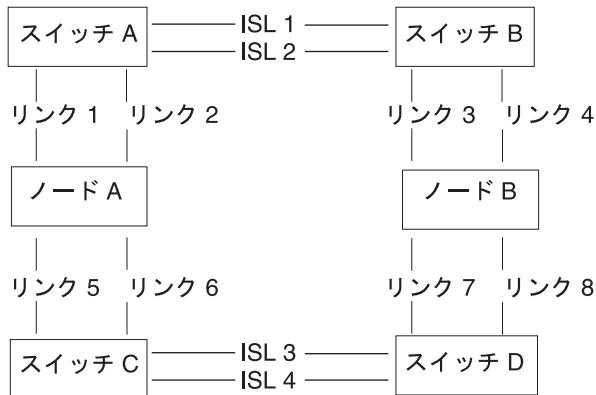 スイッチ A
ISL 1
スイッチ B
ISL 2
リンク 1
リンク 2
リンク 3
リンク 4
ノード A
ノード B
リンク 5
リンク 6
リンク 7
リンク 8
スイッチ C
ISL 3
スイッチ D
ISL 4